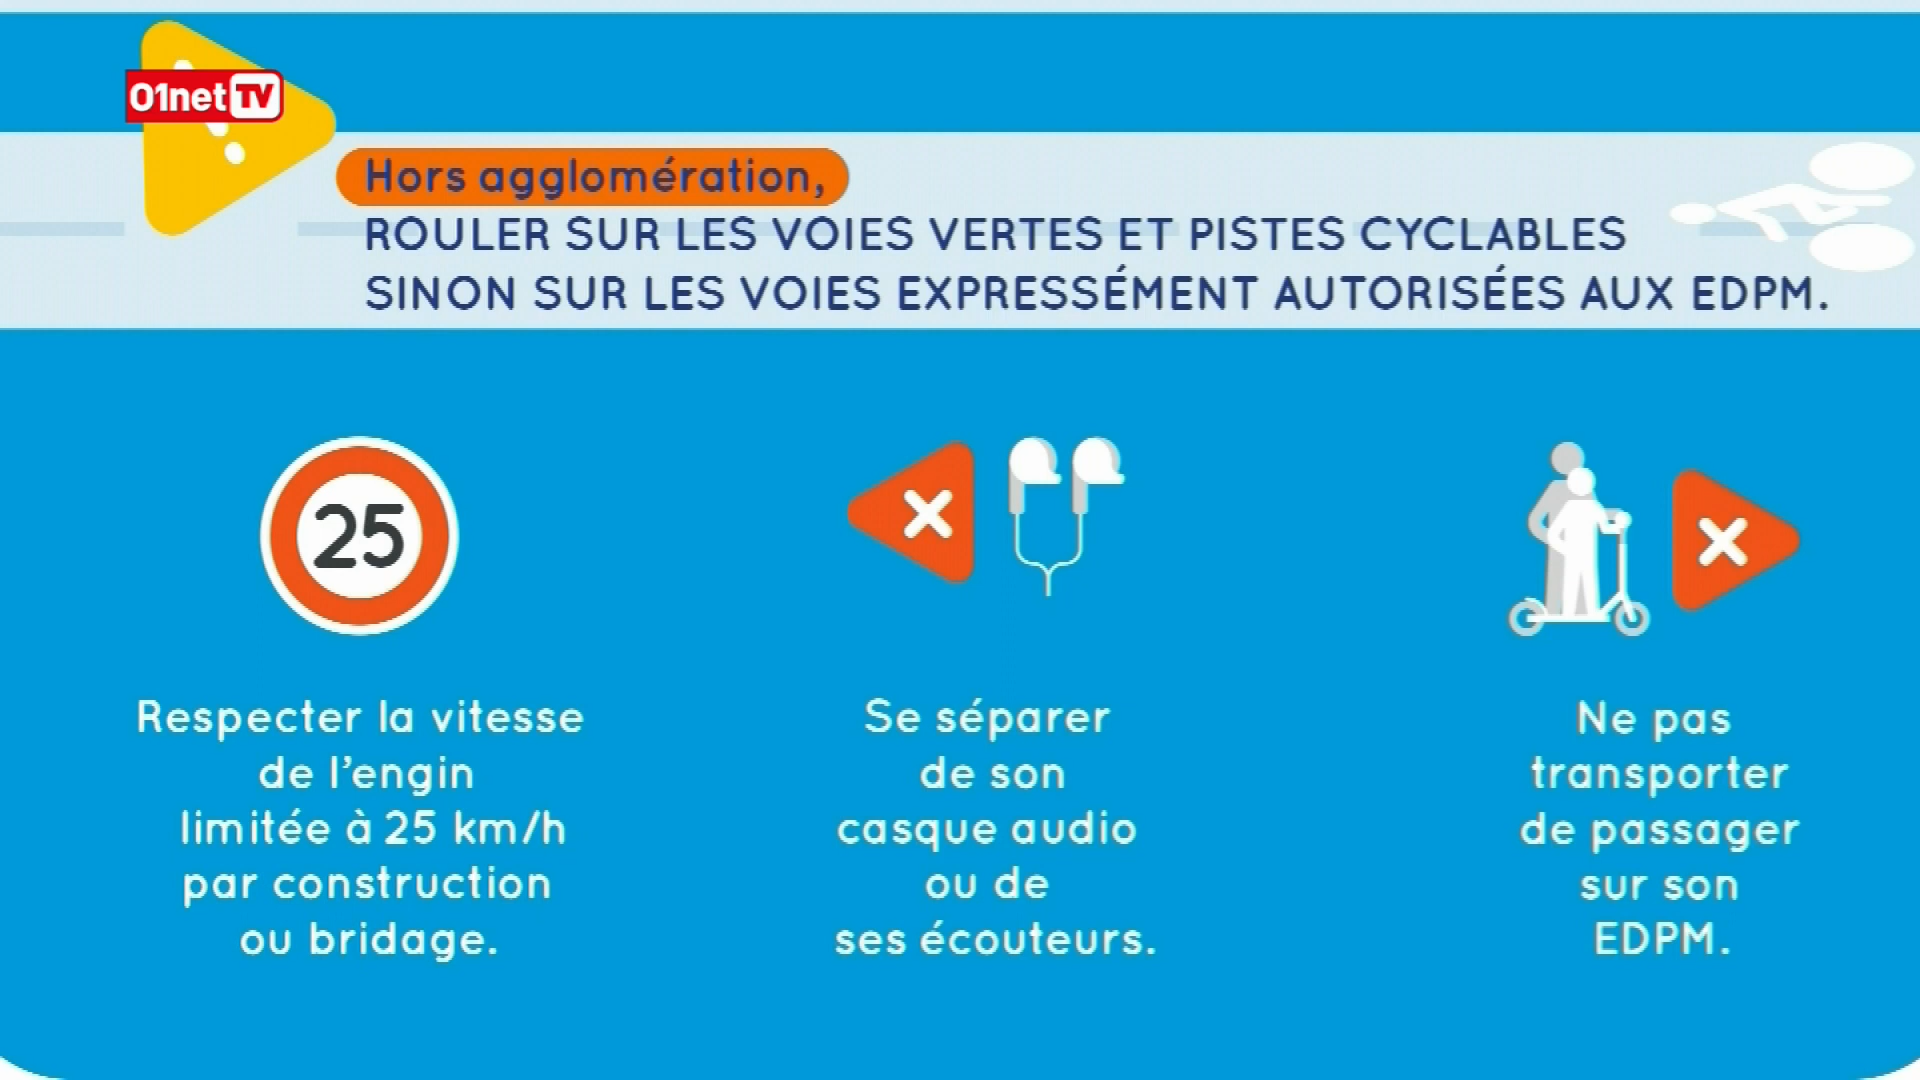 01net TV
Hors agglomération,
ROULER SUR LES VOIES VERTES ET PISTES CYCLABLES
SINON SUR LES VOIES EXPRESSÉMENT AUTORISÉES AUX EDPM.
25
Respecter la vitesse
de l'engin
limitée à 25 km/h
par construction
ou bridage.
Se séparer
de son
casque audio
ou de
ses écouteurs.
Ne pas
transporter
de passager
sur son
EDPM.